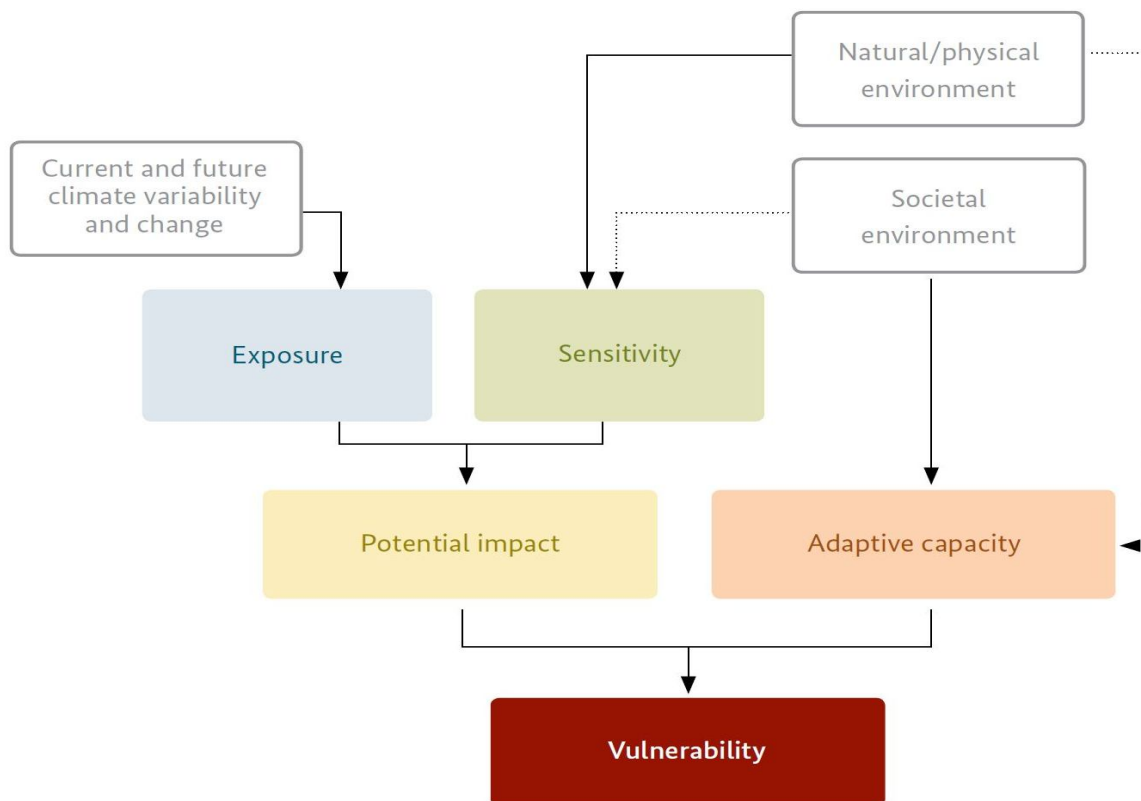 Natural/physical
environment
Current and future
climate variability
and change
Societal
environment
Exposure
Sensitivity
Potential impact
Adaptive capacity
Vulnerability